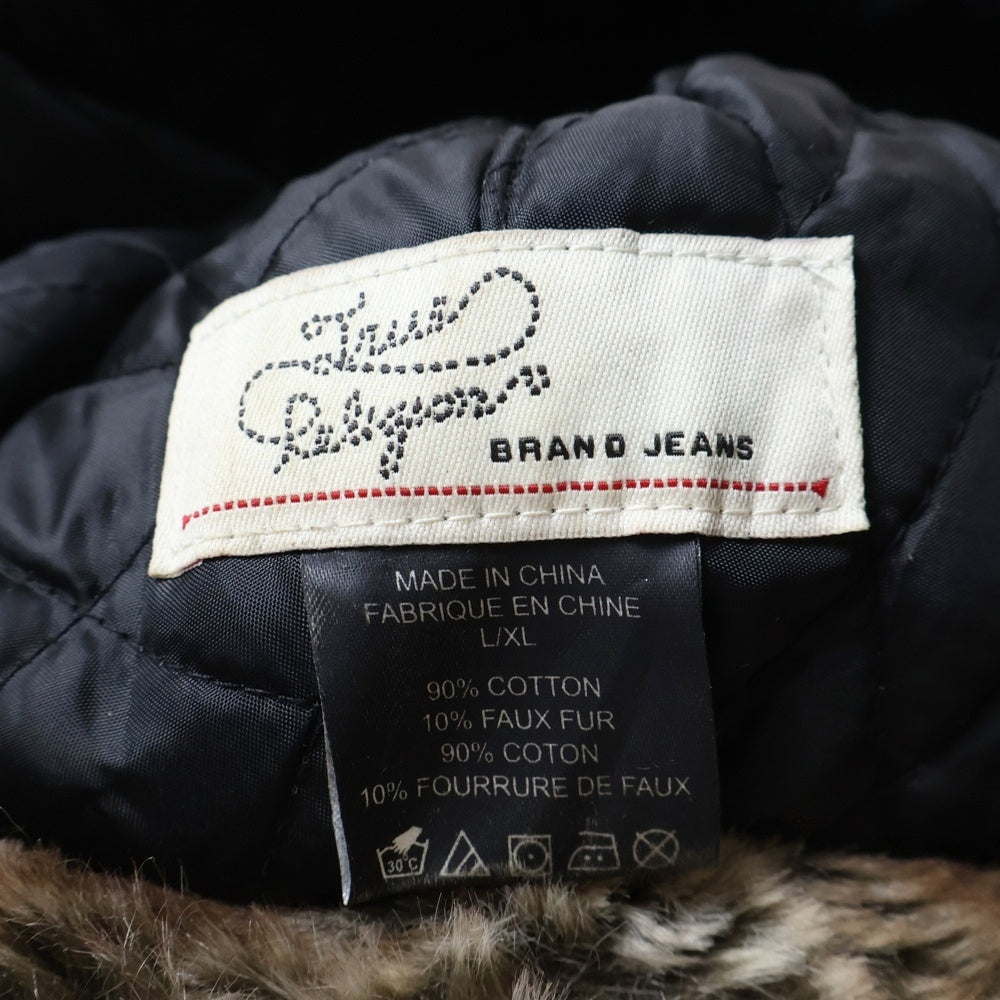 True
Religion
BRAND JEANS
MADE IN CHINA
FABRIQUE EN CHINE
L/XL
90% COTTON
10% FAUX FUR
90% COTON
10% FOURRURE DE FAUX
30°C